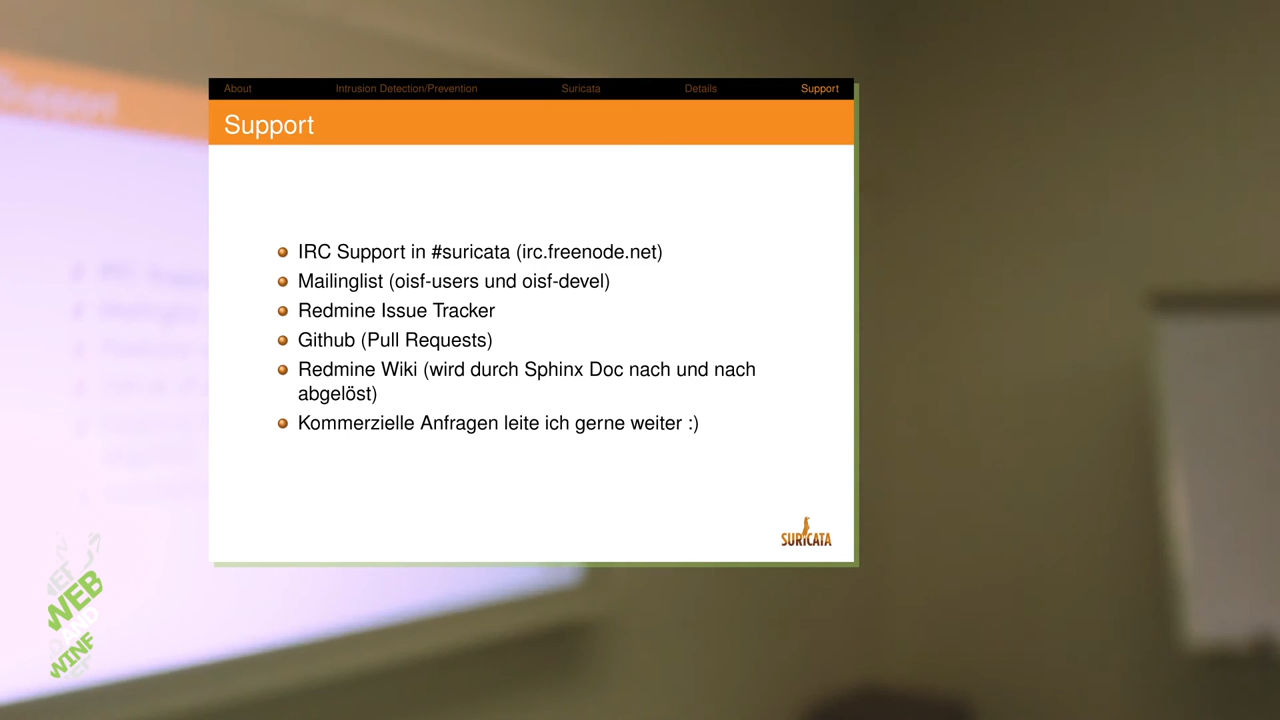 About Intrusion Detection/Prevention Suricata Details Support
Support
IRC Support in #suricata (irc.freenode.net)
Mailinglist (oisf-users und oisf-devel)
Redmine Issue Tracker
Github (Pull Requests)
Redmine Wiki (wird durch Sphinx Doc nach und nach
abgelöst)
Kommerzielle Anfragen leite ich gerne weiter :)
SURICATA
WEB
AND
WINF